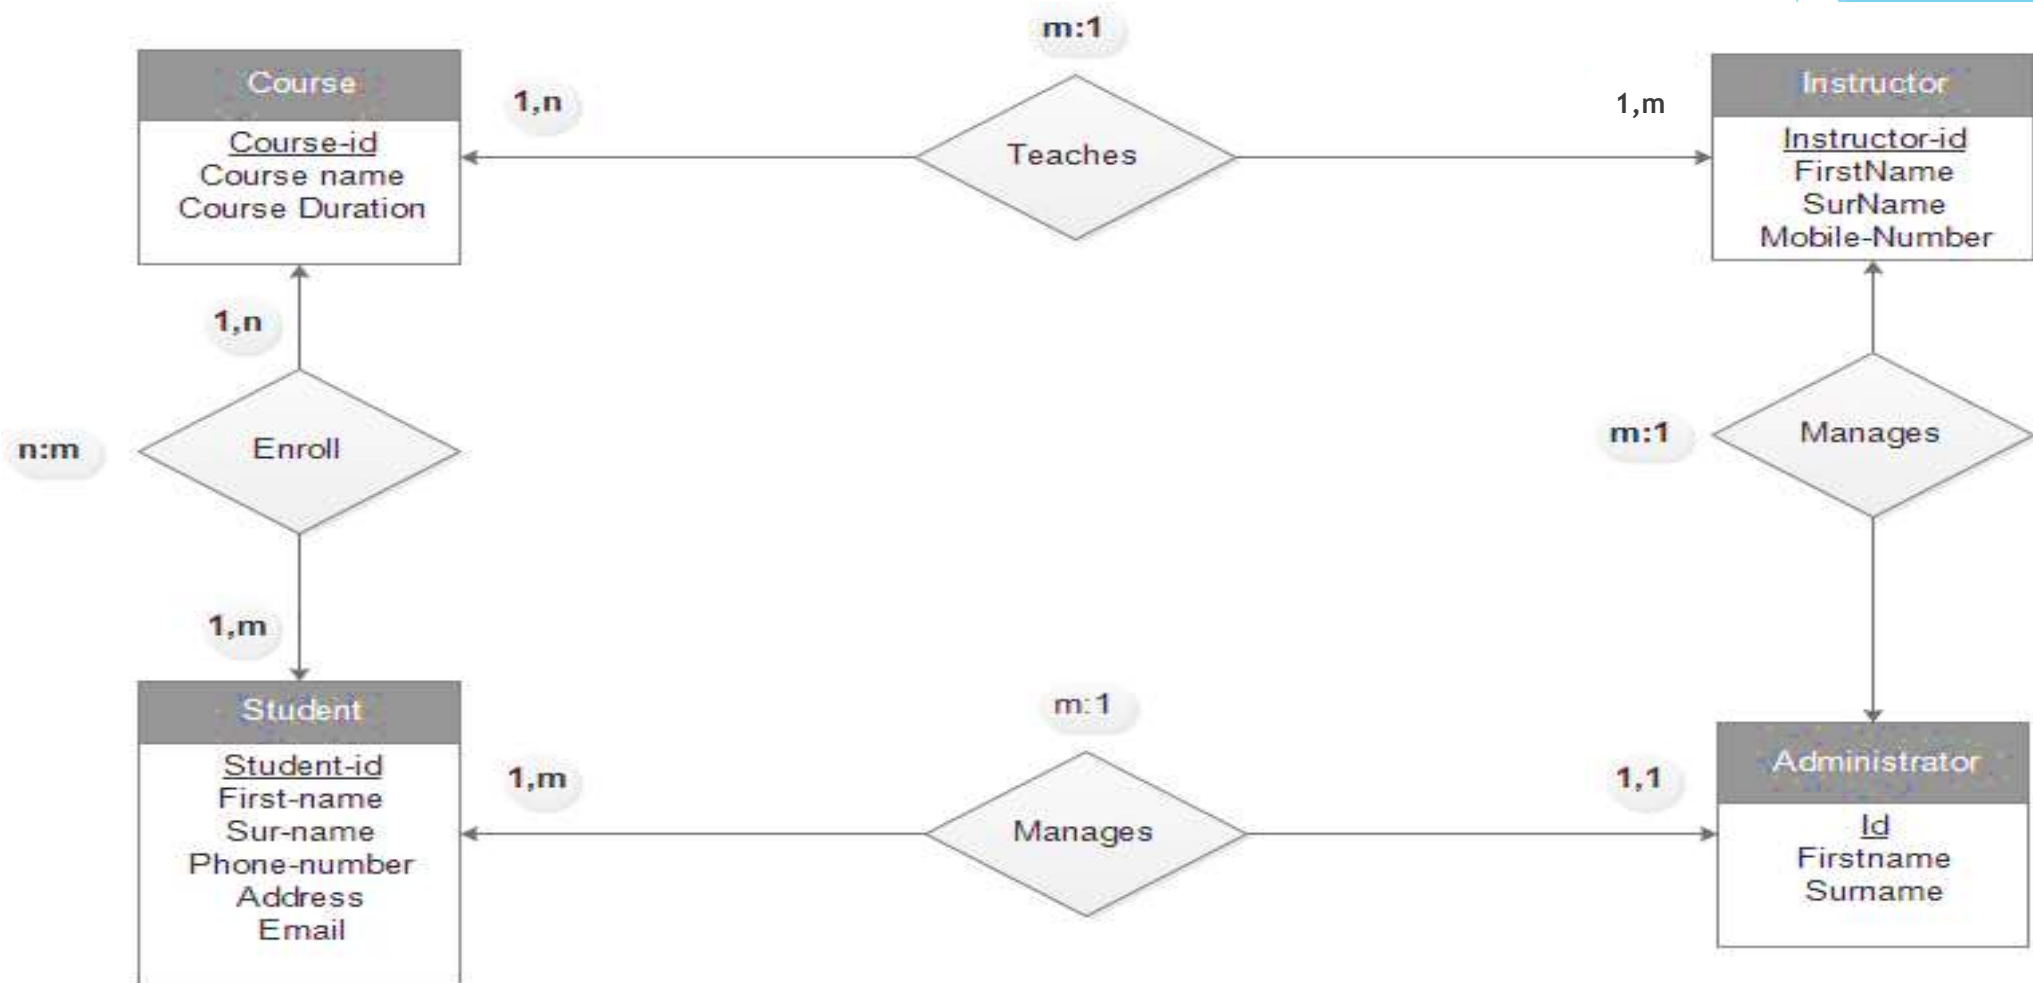 m:1
Course
1,n
1,m
Instructor
Course-id
Course name
Course Duration
Teaches
Instructor-id
FirstName
SurName
Mobile-Number
1,n
n:m
Enroll
m:1
Manages
1,m
Student
m:1
Administrator
Student-id
First-name
Sur-name
Phone-number
Address
Email
1,m
Manages
1,1
Id
Firstname
Surname